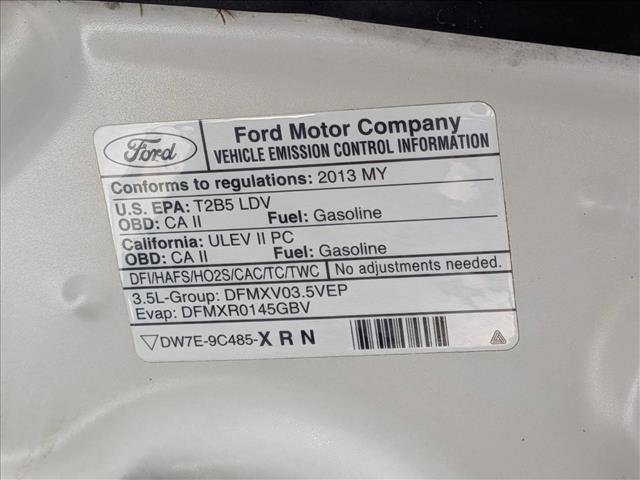 Ford
Ford Motor Company
VEHICLE EMISSION CONTROL INFORMATION
Conforms to regulations: 2013 MY
U.S. EPA: T2B5 LDV
OBD: CA II Fuel: Gasoline
California: ULEV II PC
OBD: CA II Fuel: Gasoline
DFI/HAFS/HO2S/CAC/TC/TWC No adjustments needed.
3.5L-Group: DFMXV03.5VEP
Evap: DFMXR0145GBV
▽DW7E-9C485-X R N